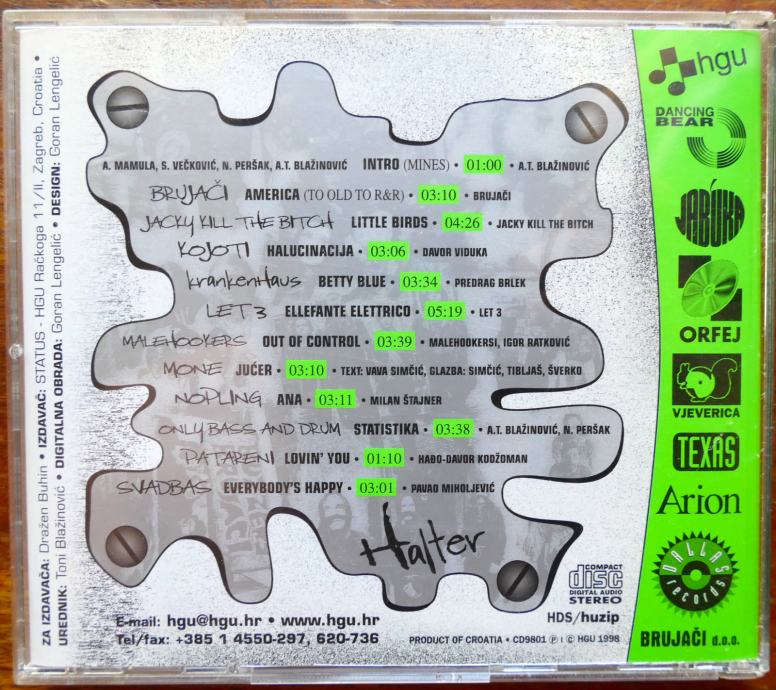 ZA IZDAVAČA: Dražen Buhin • IZDAVAČ: STATUS - HGU Račkoga 11/II, Zagreb, Croatia •
UREDNIK: Toni Blažinović • DIGITALNA OBRADA: Goran Lengelić • DESIGN: Goran Lengelić
A. MAMULA, S. VEČKOVIĆ, N. PERŠAK, A.T. BLAŽINOVIĆ INTRO (MINES) • 01:00 • A.T. BLAŽINOVIĆ
BRUJAČI AMERICA (TO OLD TO R&R) • 03:10 • BRUJAČI
JACKY KILL THE BITCH LITTLE BIRDS • 04:26 • JACKY KILL THE BITCH
KOJOTI HALUCINACIJA • 03:06 • DAVOR VIDUKA
krankenHaus BETTY BLUE • 03:34 • PREDRAG BRLEK
LET 3 ELLEFANTE ELETTRICO • 05:19 • LET 3
MALEHOOKERS OUT OF CONTROL • 03:39 • MALEHOOKERSI, IGOR RATKOVIĆ
MONE JUĆER • 03:10 • TEXT: VAVA SIMČIĆ, GLAZBA: SIMČIĆ, TIBLJAŠ, ŠVERKO
NOPLING ANA • 03:11 • MILAN ŠTAJNER
ONLY BASS AND DRUM STATISTIKA • 03:38 • A.T. BLAŽINOVIĆ, N. PERŠAK
PATARENI LOVIN' YOU • 01:10 • HAĐO-DAVOR KODŽOMAN
SVADBAS EVERYBODY'S HAPPY • 03:01 • PAVAO MIHOLJEVIĆ
Halter
E-mail: hgu@hgu.hr • www.hgu.hr
Tel/fax: +385 1 4550-297, 620-736
PRODUCT OF CROATIA • CD9801 Ⓟ I © HGU 1998
COMPACT
disc
DIGITAL AUDIO
STEREO
HDS/huzip
hgu
DANCING
BEAR
JABUKA
ORFEJ
VJEVERICA
TEXAS
Arion
DALLAS
records
BRUJAČI d.o.o.